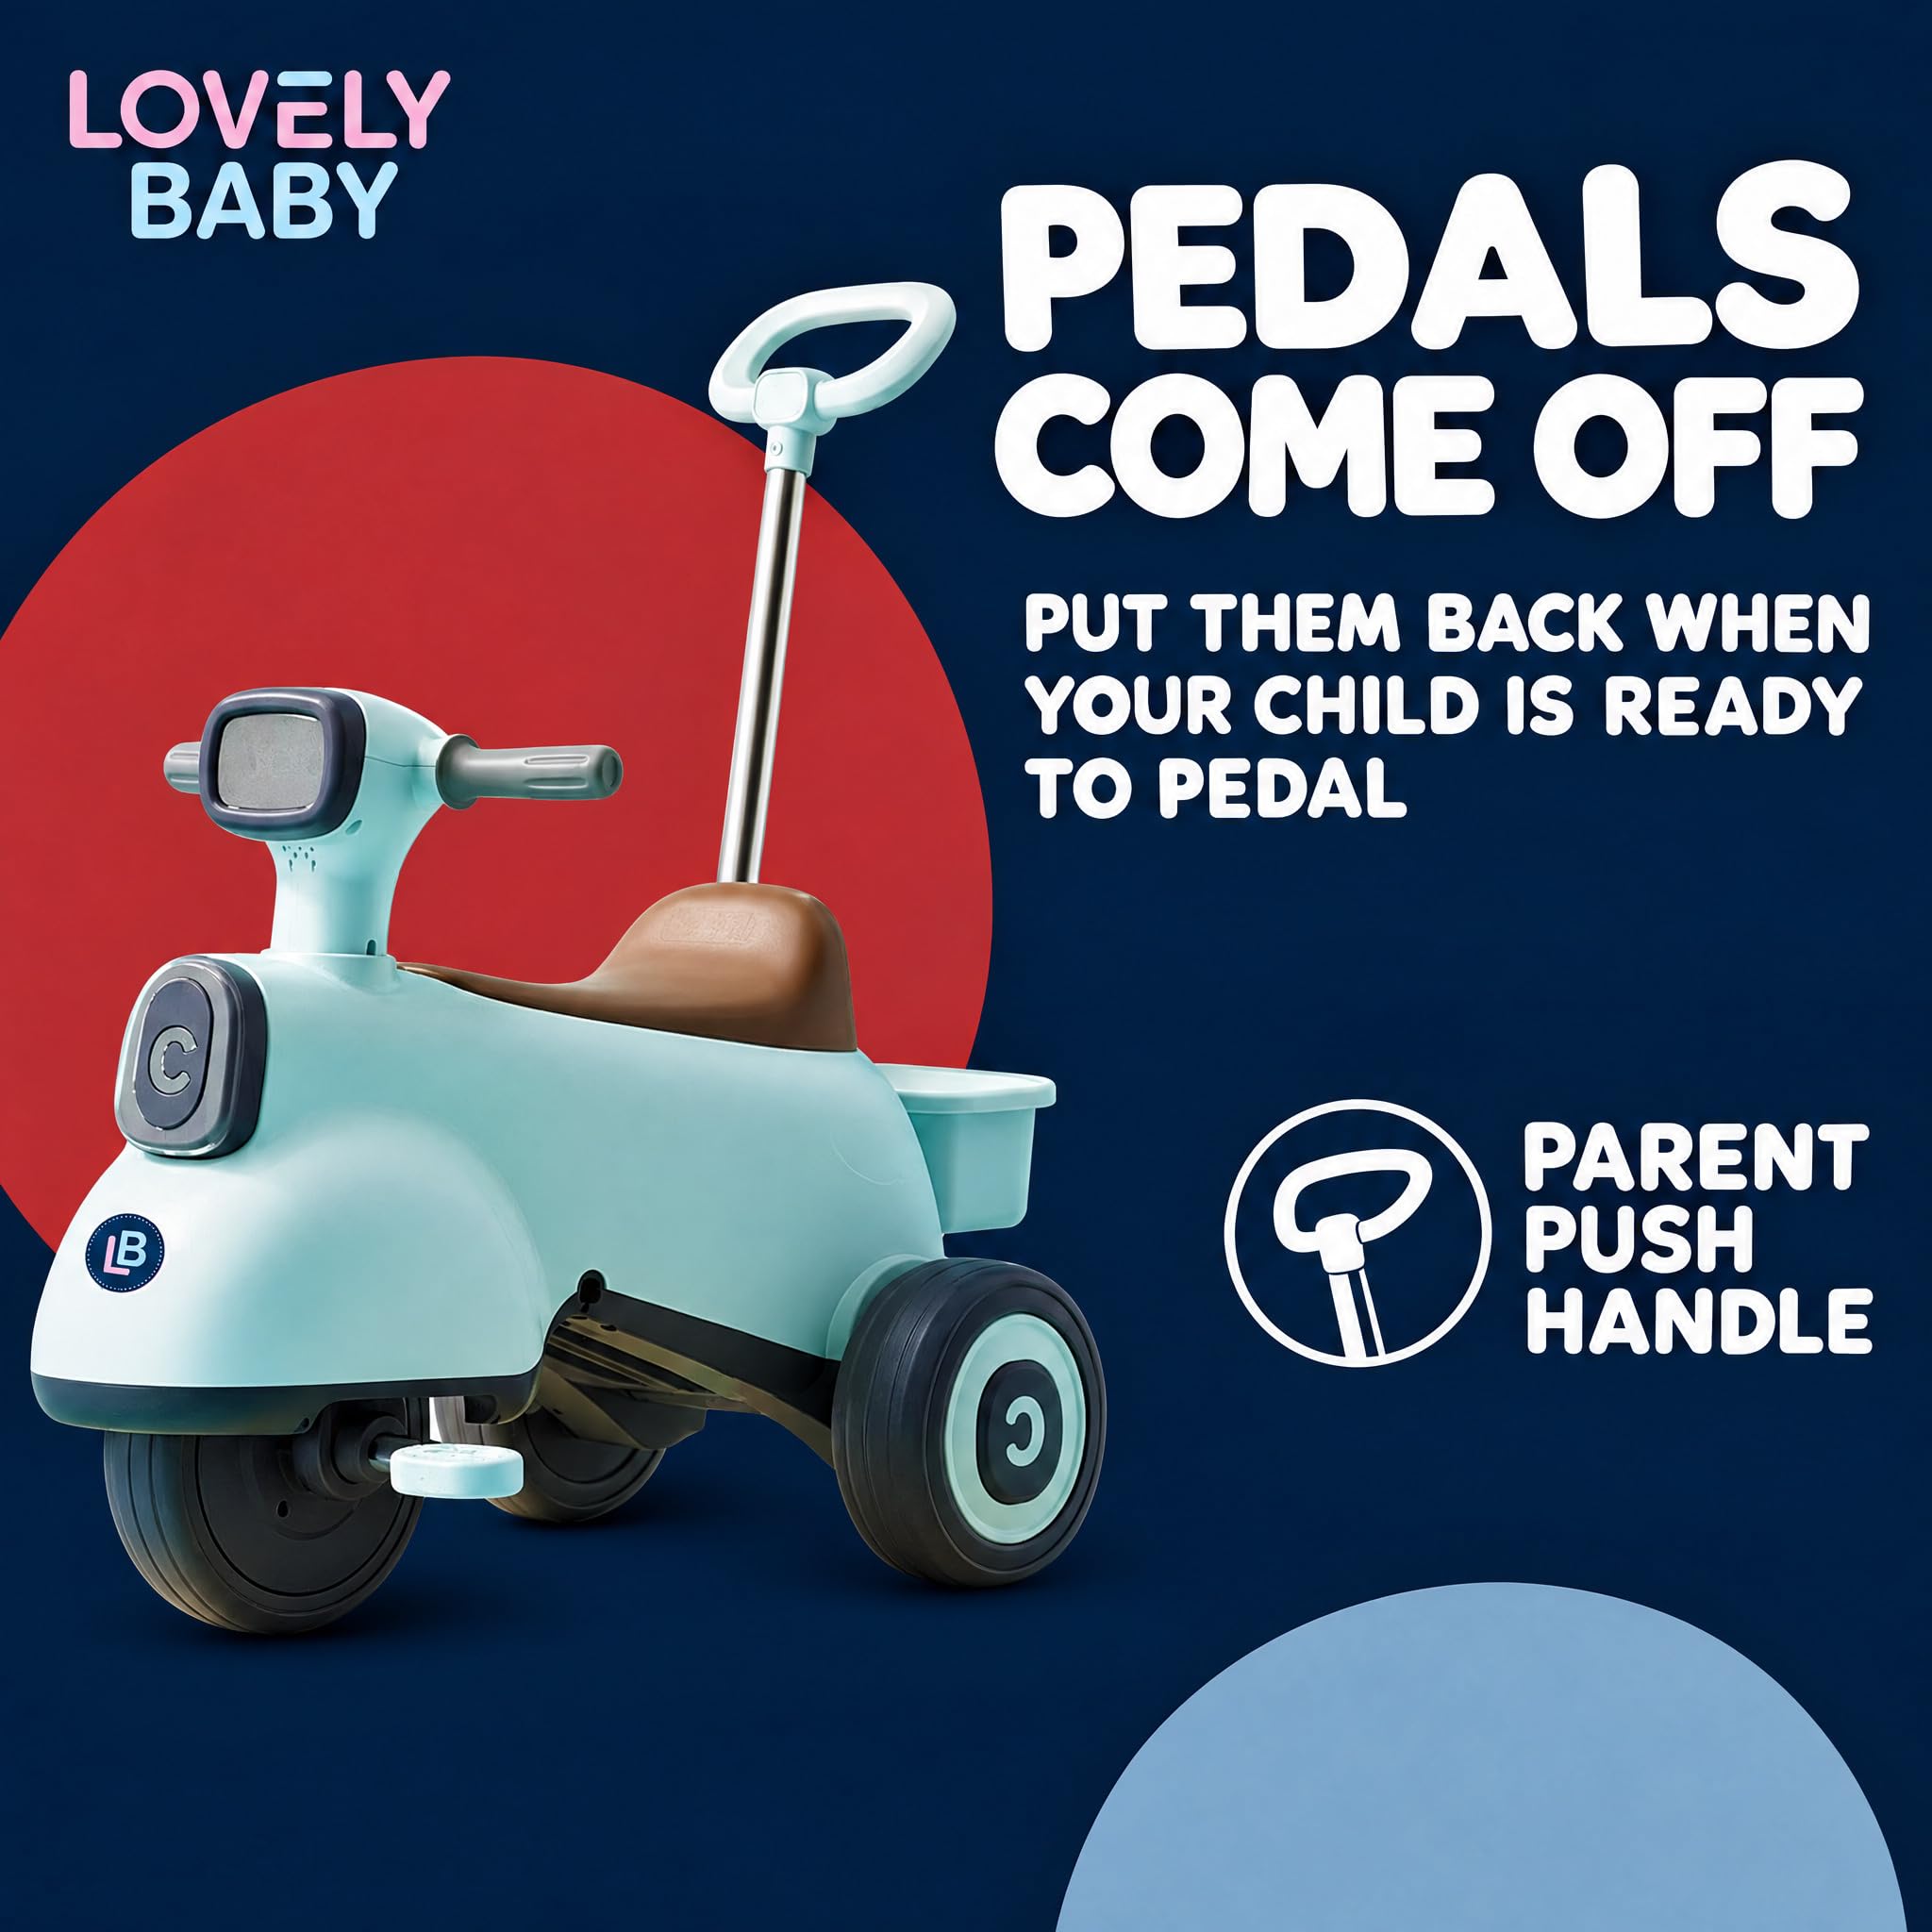 LOVELY
BABY
PEDALS
COME OFF
PUT THEM BACK WHEN
YOUR CHILD IS READY
TO PEDAL
C
LB
C
PARENT
PUSH
HANDLE